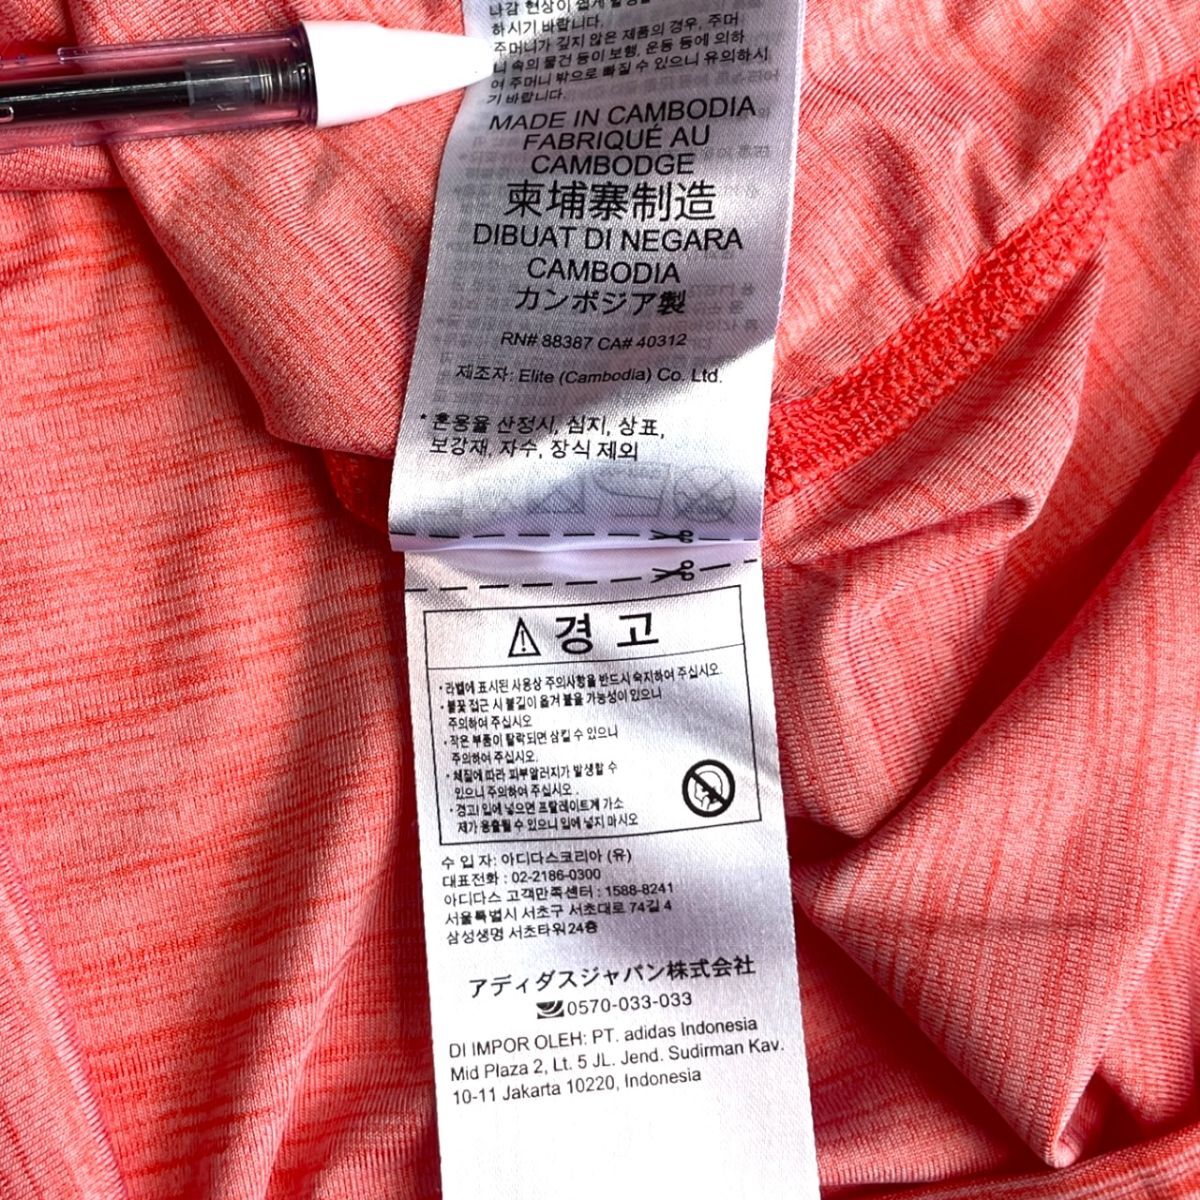 나감 현상이 쉽게 발생
하시기 바랍니다.
주머니가 깊지 않은 제품의 경우, 주머
니 속의 물건 등이 보행, 운동 등에 의하
여 주머니 밖으로 빠질 수 있으니 유의하시
기 바랍니다.
MADE IN CAMBODIA
FABRIQUÉ AU
CAMBODGE
柬埔寨制造
DIBUAT DI NEGARA
CAMBODIA
カンボジア製
RN# 88387 CA# 40312
제조자: Elite (Cambodia) Co. Ltd.
* 혼용율 산정시, 심지, 상표,
보강재, 자수, 장식 제외
경 고
· 라벨에 표시된 사용상 주의사항을 반드시 숙지하여 주십시오.
· 불꽃 접근 시 불길이 옮겨 붙을 가능성이 있으니
주의하여 주십시오
· 작은 부품이 탈락되면 삼킬 수 있으니
주의하여 주십시오.
· 체질에 따라 피부알러지가 발생할 수
있으니 주의하여 주십시오 .
· 경고! 입에 넣으면 프탈레이트계 가소
제가 용출될 수 있으니 입에 넣지 마시오
수 입 자: 아디다스코리아 (유)
대표전화 : 02-2186-0300
아디다스 고객만족센터 : 1588-8241
서울특별시 서초구 서초대로 74길 4
삼성생명 서초타워24층
アディダスジャパン株式会社
0570-033-033
DI IMPOR OLEH: PT. adidas Indonesia
Mid Plaza 2, Lt. 5 JL. Jend. Sudirman Kav.
10-11 Jakarta 10220, Indonesia